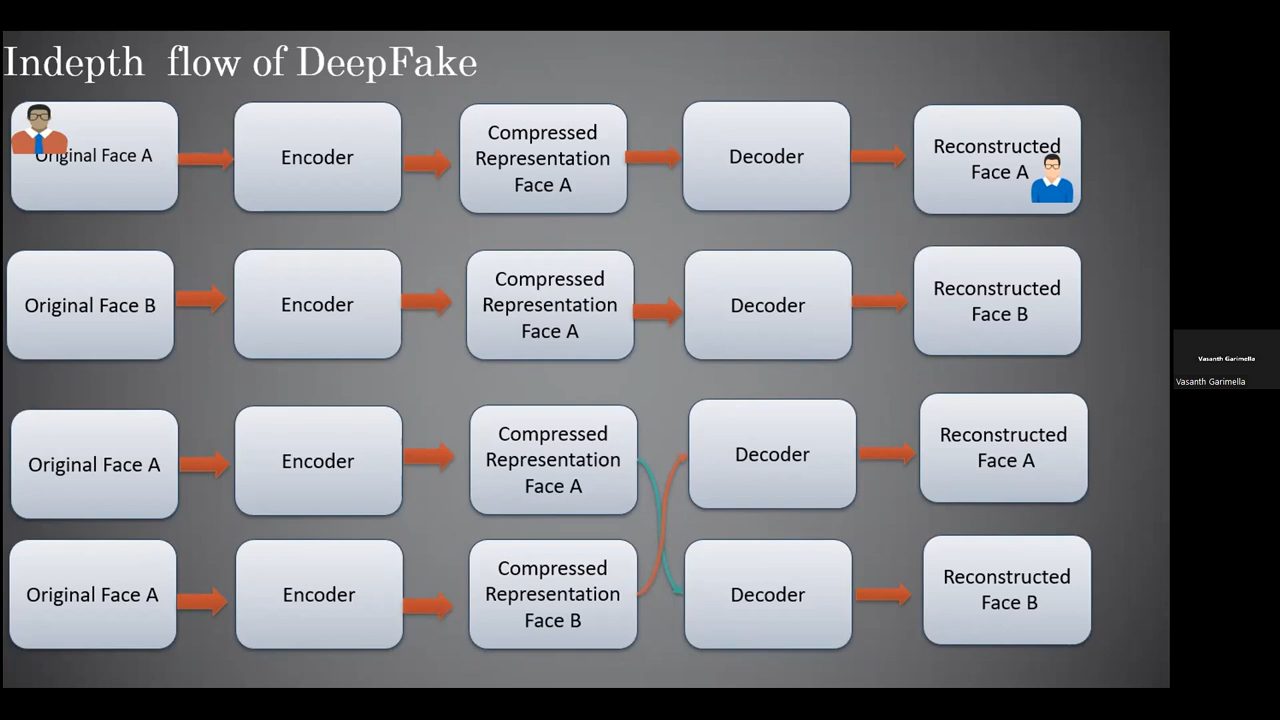 Indepth flow of DeepFake
Original Face A
Encoder
Compressed
Representation
Face A
Decoder
Reconstructed
Face A
Original Face B
Encoder
Compressed
Representation
Face A
Decoder
Reconstructed
Face B
Original Face A
Encoder
Compressed
Representation
Face A
Decoder
Reconstructed
Face A
Original Face A
Encoder
Compressed
Representation
Face B
Decoder
Reconstructed
Face B
Vasanth Garimella
Vasanth Garimella